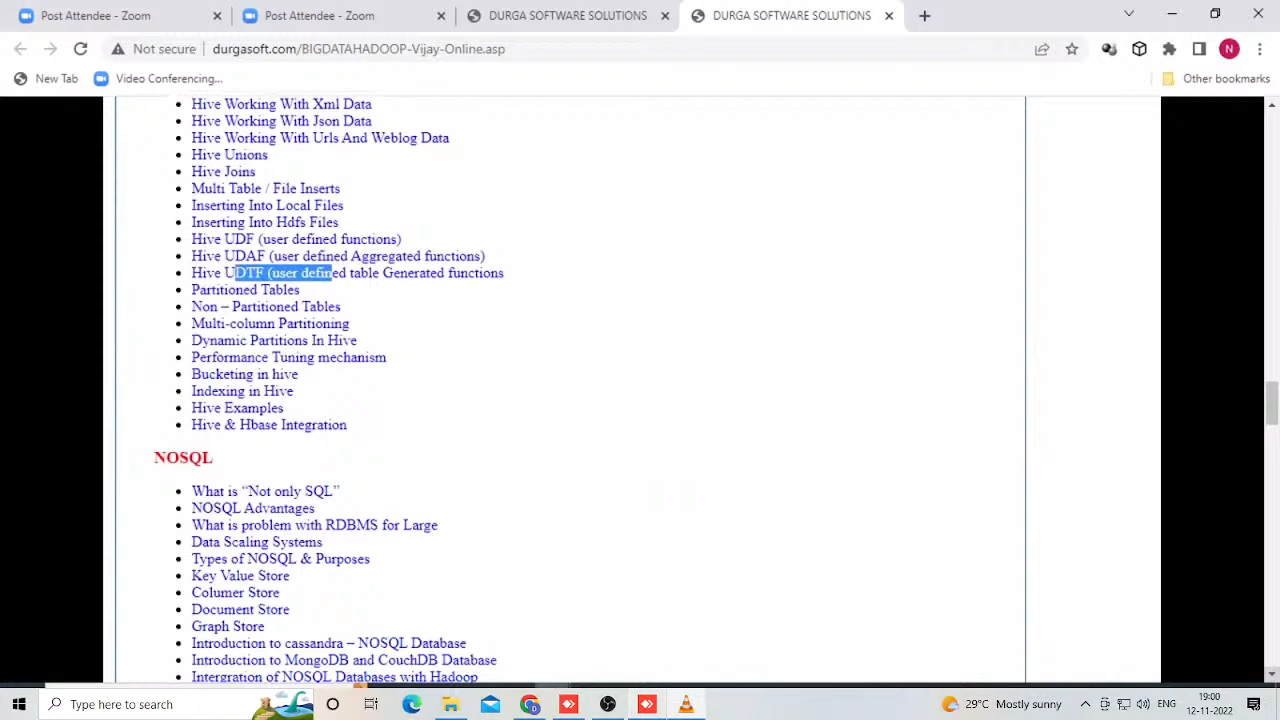 Post Attendee - Zoom
Post Attendee - Zoom
DURGA SOFTWARE SOLUTIONS
DURGA SOFTWARE SOLUTIONS
Not secure
durgasoft.com/BIGDATAHADOOP-Vijay-Online.asp
N
New Tab
Video Conferencing...
Other bookmarks
Hive Working With Xml Data
Hive Working With Json Data
Hive Working With Urls And Weblog Data
Hive Unions
Hive Joins
Multi Table / File Inserts
Inserting Into Local Files
Inserting Into Hdfs Files
Hive UDF (user defined functions)
Hive UDAF (user defined Aggregated functions)
Hive UDTF (user defined table Generated functions
Partitioned Tables
Non – Partitioned Tables
Multi-column Partitioning
Dynamic Partitions In Hive
Performance Tuning mechanism
Bucketing in hive
Indexing in Hive
Hive Examples
Hive & Hbase Integration
NOSQL
What is “Not only SQL”
NOSQL Advantages
What is problem with RDBMS for Large
Data Scaling Systems
Types of NOSQL & Purposes
Key Value Store
Columer Store
Document Store
Graph Store
Introduction to cassandra – NOSQL Database
Introduction to MongoDB and CouchDB Database
Intergration of NOSQL Databases with Hadoop
Type here to search
29°C Mostly sunny
19:00
12-11-2022